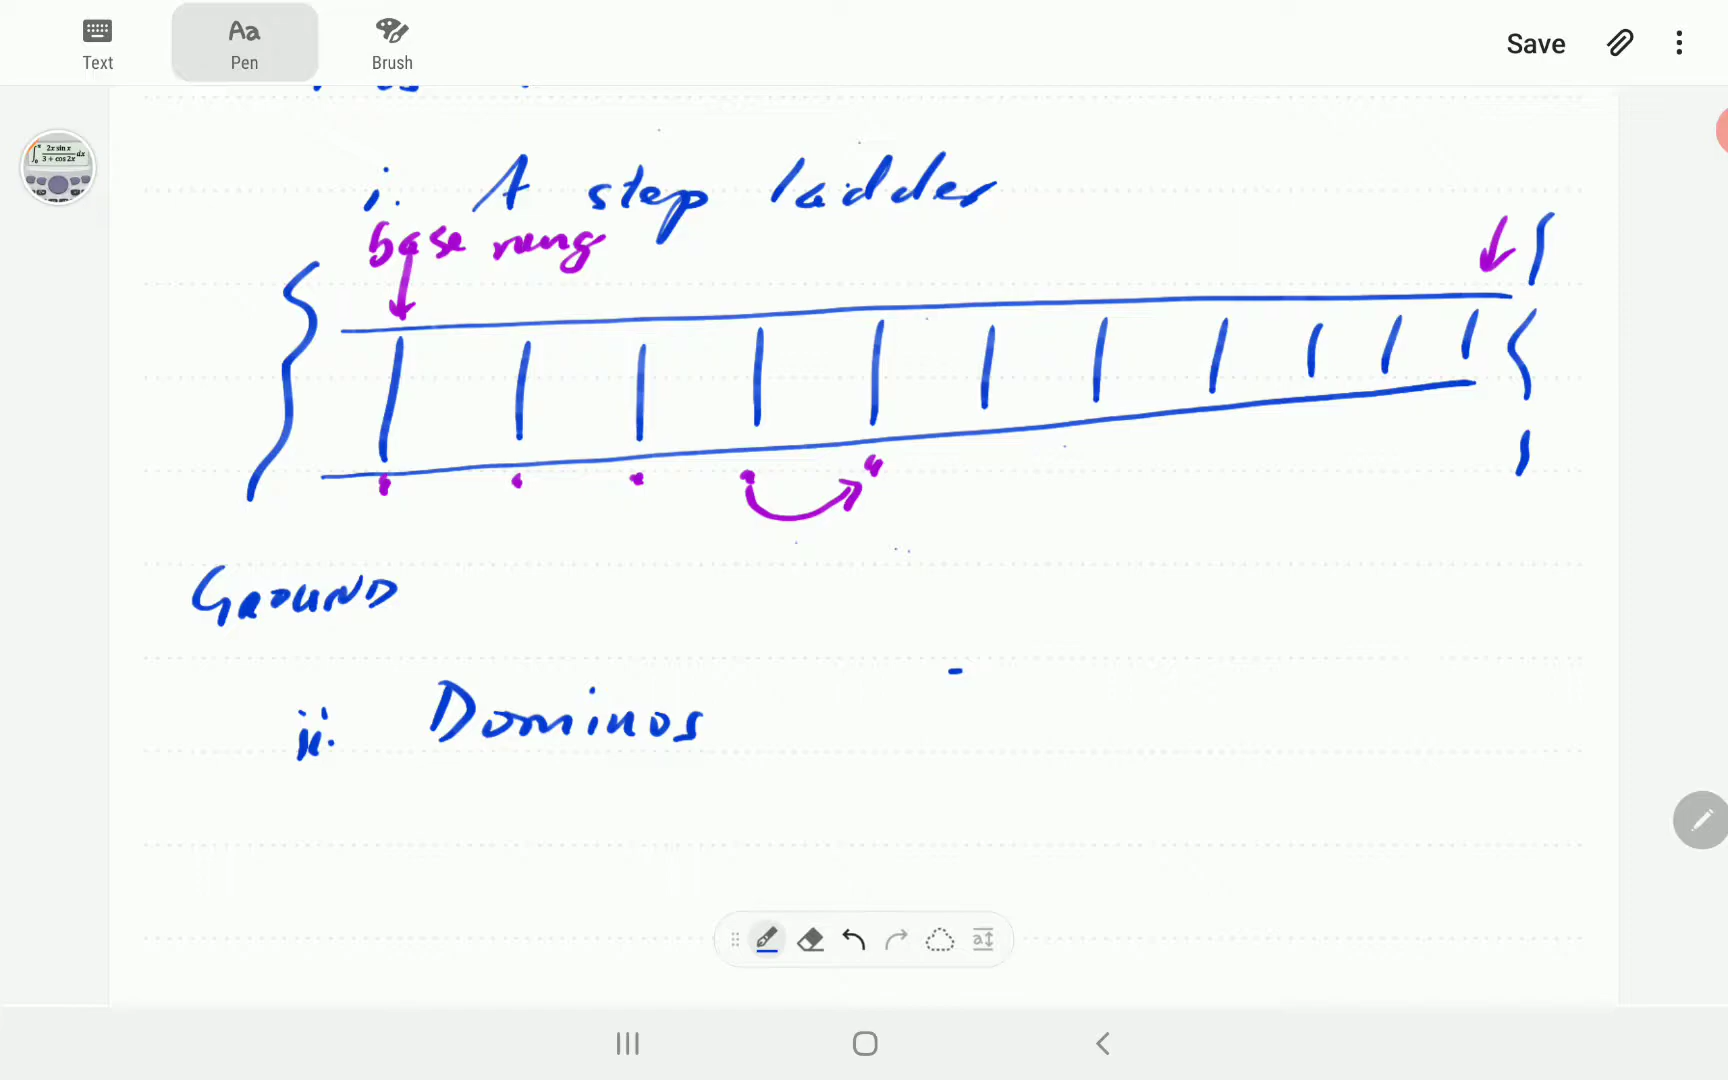 Text
Pen
Brush
Save
i. A step ladder
base rung
GROUND
ii. Dominos